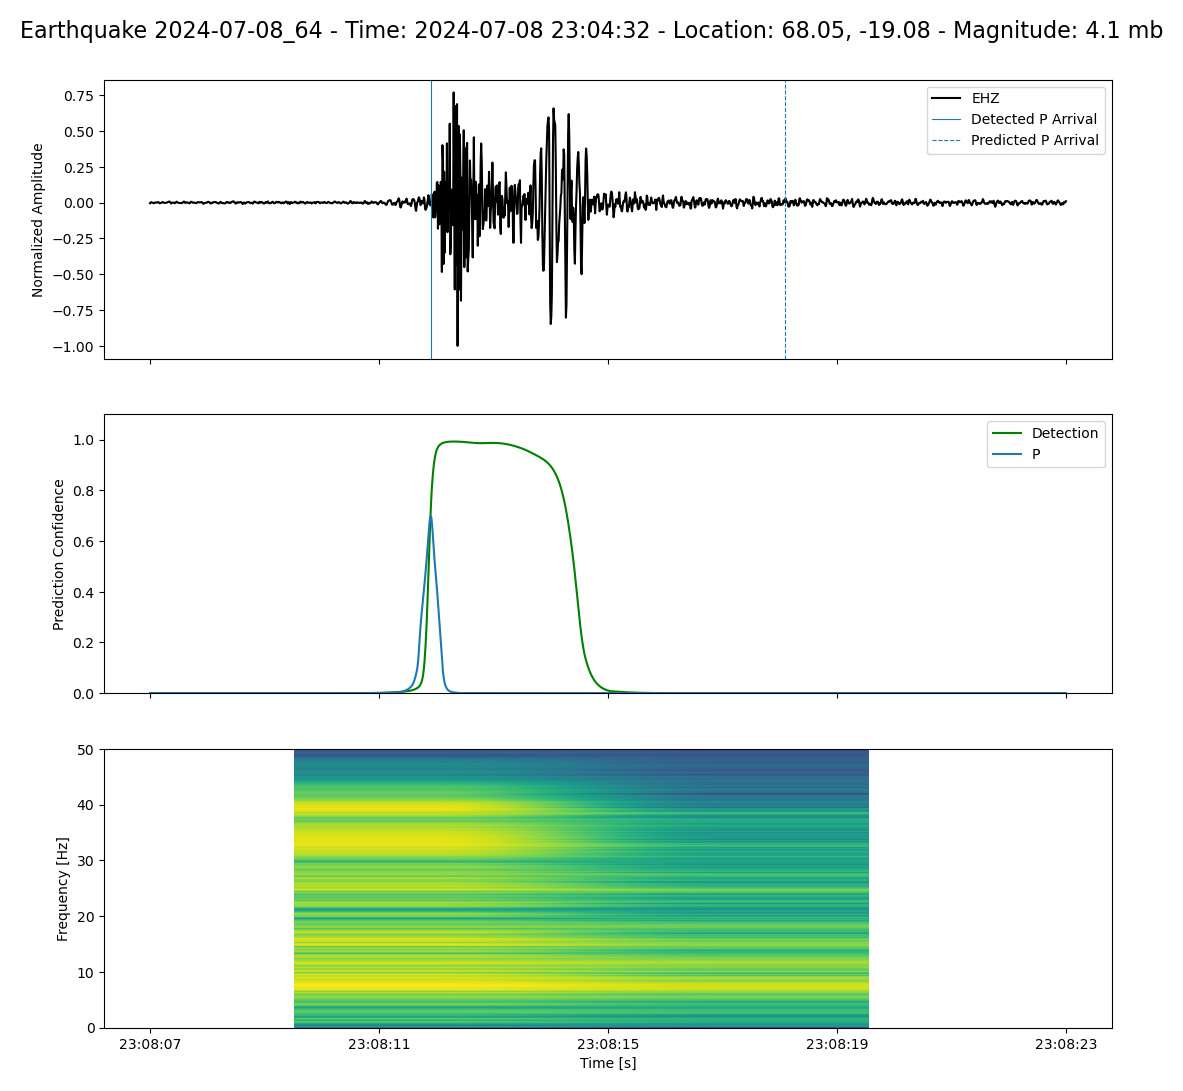 Earthquake 2024-07-08_64 - Time: 2024-07-08 23:04:32 - Location: 68.05, -19.08 - Magnitude: 4.1 mb
EHZ
Detected P Arrival
Predicted P Arrival
Normalized Amplitude
0.75
0.50
0.25
0.00
−0.25
−0.50
−0.75
−1.00
Detection
P
Prediction Confidence
1.0
0.8
0.6
0.4
0.2
0.0
Frequency [Hz]
50
40
30
20
10
0
23:08:07
23:08:11
23:08:15
23:08:19
23:08:23
Time [s]